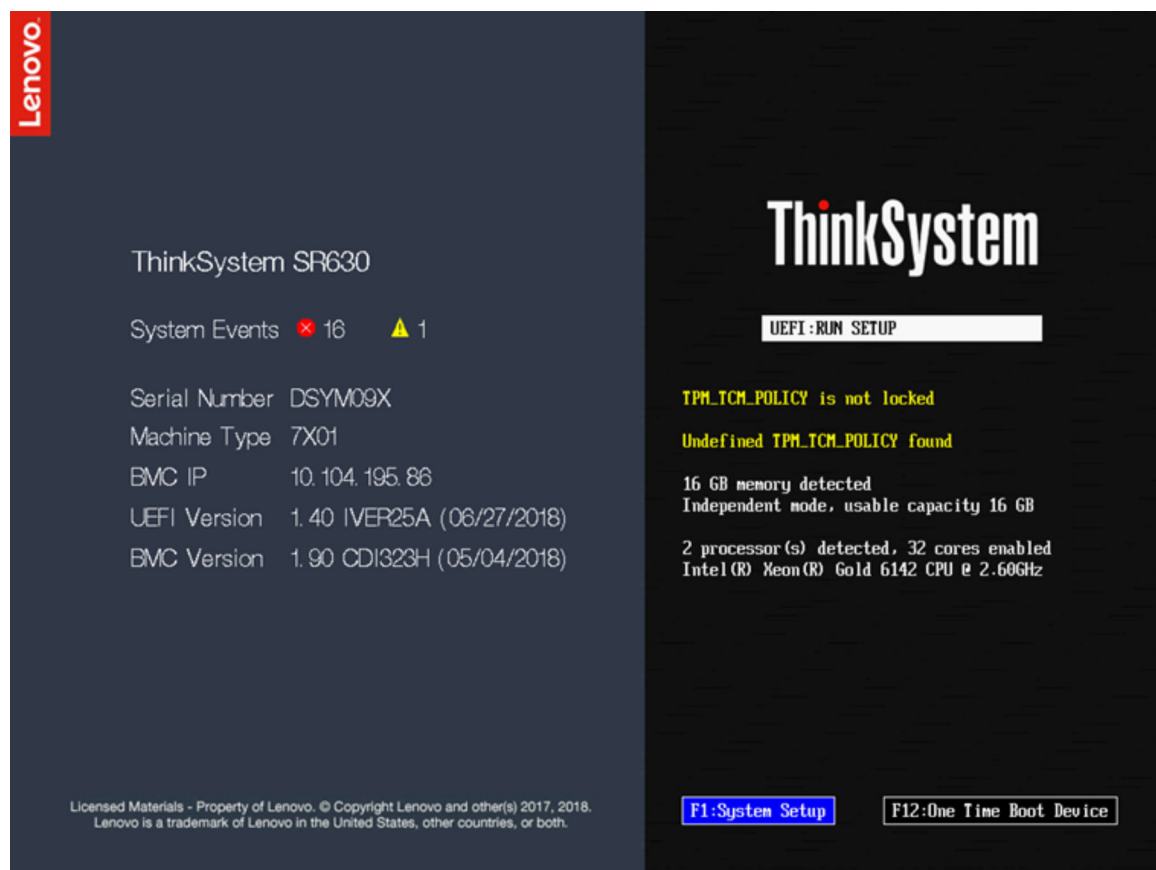 Lenovo
ThinkSystem SR630
System Events 16 1
Serial Number DSYM09X
Machine Type 7X01
BMC IP 10.104.195.86
UEFI Version 1.40 IVER25A (06/27/2018)
BMC Version 1.90 CDI323H (05/04/2018)
Licensed Materials - Property of Lenovo. © Copyright Lenovo and other(s) 2017, 2018.
Lenovo is a trademark of Lenovo in the United States, other countries, or both.
ThinkSystem
UEFI:RUN SETUP
TPM_TCM_POLICY is not locked
Undefined TPM_TCM_POLICY found
16 GB memory detected
Independent mode, usable capacity 16 GB
2 processor(s) detected, 32 cores enabled
Intel(R) Xeon(R) Gold 6142 CPU @ 2.60GHz
F1:System Setup
F12:One Time Boot Device